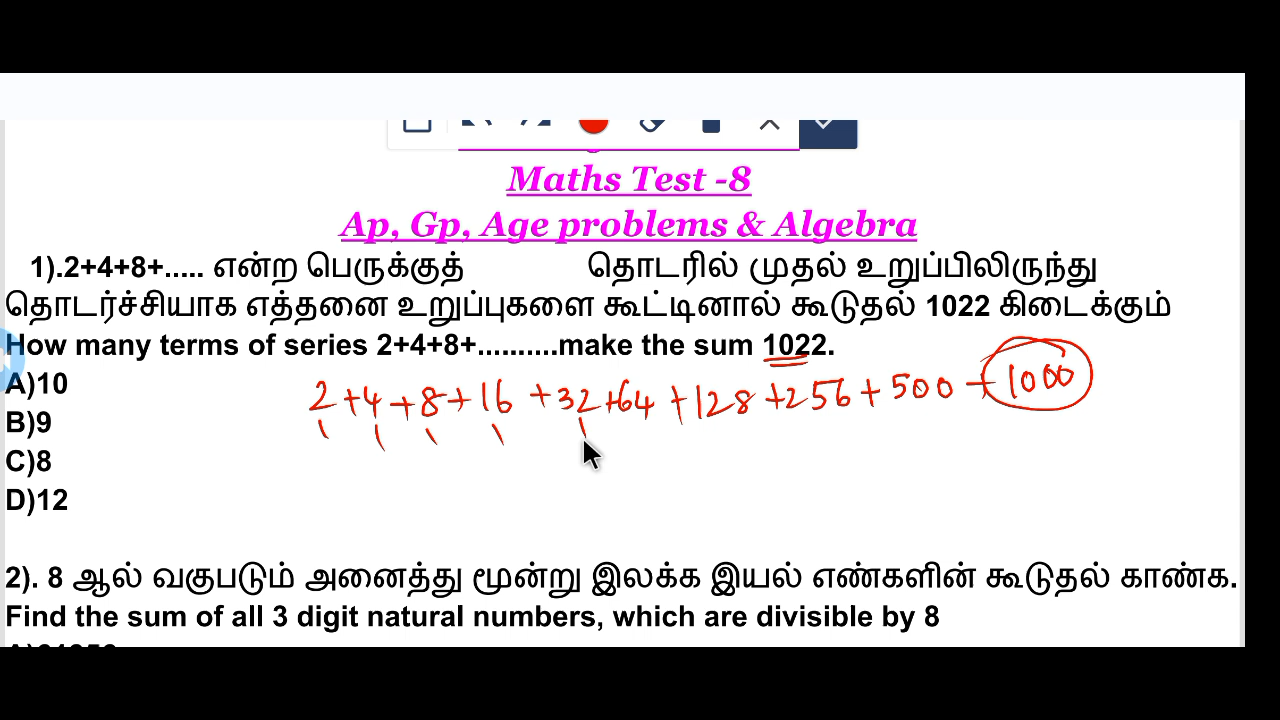 Maths Test -8
Ap, Gp, Age problems & Algebra
1).2+4+8+..... என்ற பெருக்குத் தொடரில் முதல் உறுப்பிலிருந்து
தொடர்ச்சியாக எத்தனை உறுப்புகளை கூட்டினால் கூடுதல் 1022 கிடைக்கும்
How many terms of series 2+4+8+..........make the sum 1022.
A)10
2 +4 +8+ 16 +32+64 +128 +256 + 500 + 1000
B)9
C)8
D)12
2). 8 ஆல் வகுபடும் அனைத்து மூன்று இலக்க இயல் எண்களின் கூடுதல் காண்க.
Find the sum of all 3 digit natural numbers, which are divisible by 8